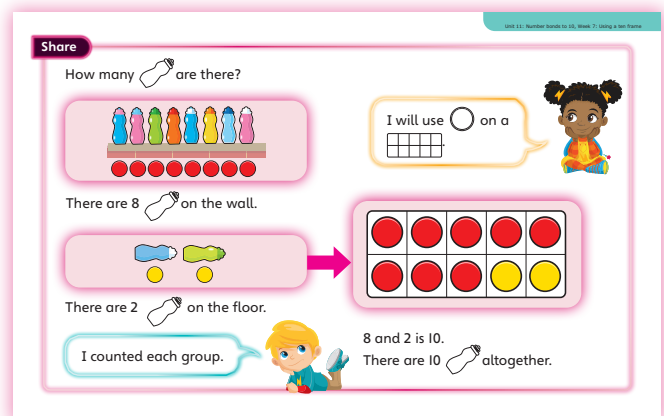 Unit 11: Number bonds to 10, Week 7: Using a ten frame
Share
How many are there?
I will use on a
.
There are 8 on the wall.
There are 2 on the floor.
I counted each group.
8 and 2 is 10.
There are 10 altogether.